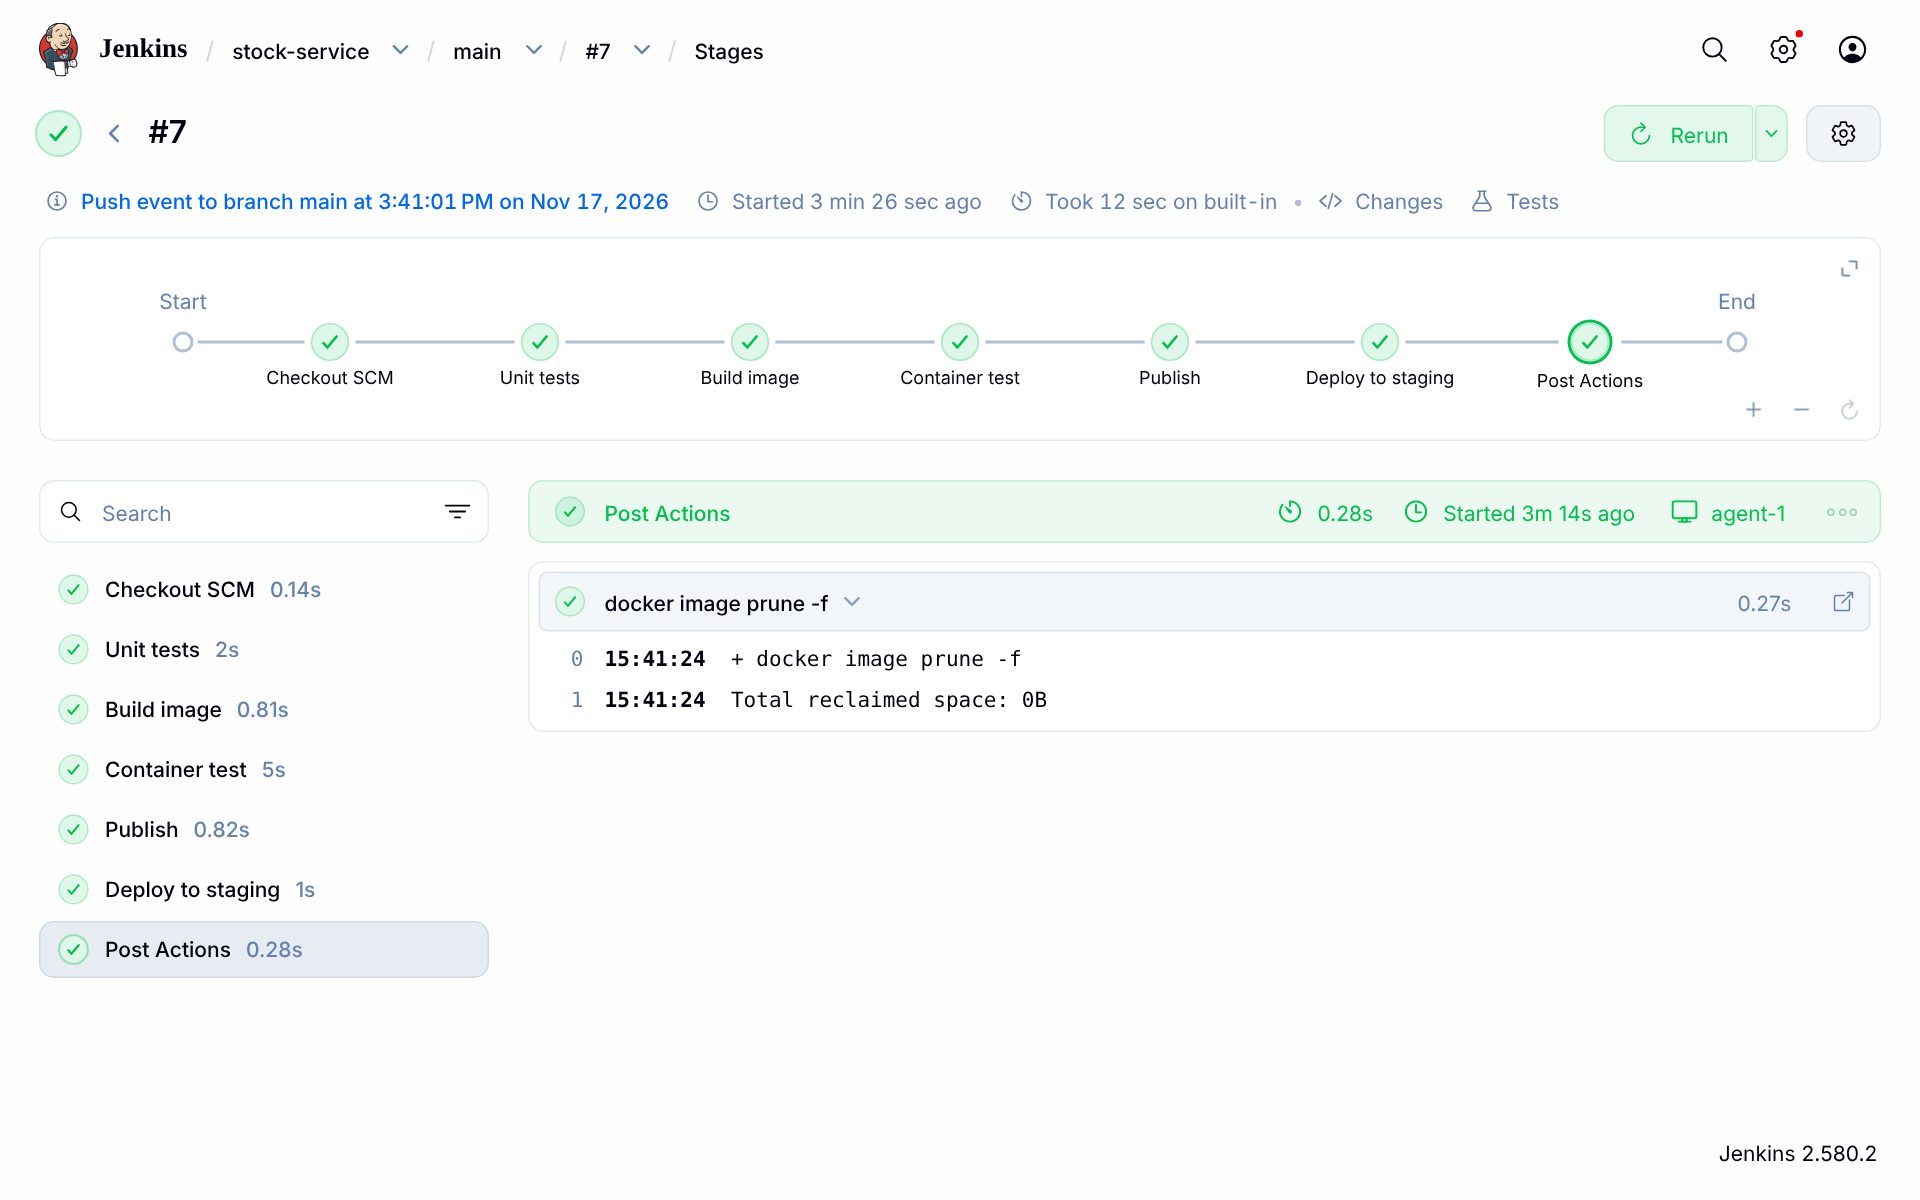 Jenkins / stock-service / main / #7 / Stages
#7
Rerun
Push event to branch main at 3:41:01 PM on Nov 17, 2026 Started 3 min 26 sec ago Took 12 sec on built-in • Changes Tests
Start End
Checkout SCM Unit tests Build image Container test Publish Deploy to staging Post Actions
Search
Checkout SCM 0.14s
Unit tests 2s
Build image 0.81s
Container test 5s
Publish 0.82s
Deploy to staging 1s
Post Actions 0.28s
Post Actions 0.28s Started 3m 14s ago agent-1
docker image prune -f 0.27s
0 15:41:24 + docker image prune -f
1 15:41:24 Total reclaimed space: 0B
Jenkins 2.580.2